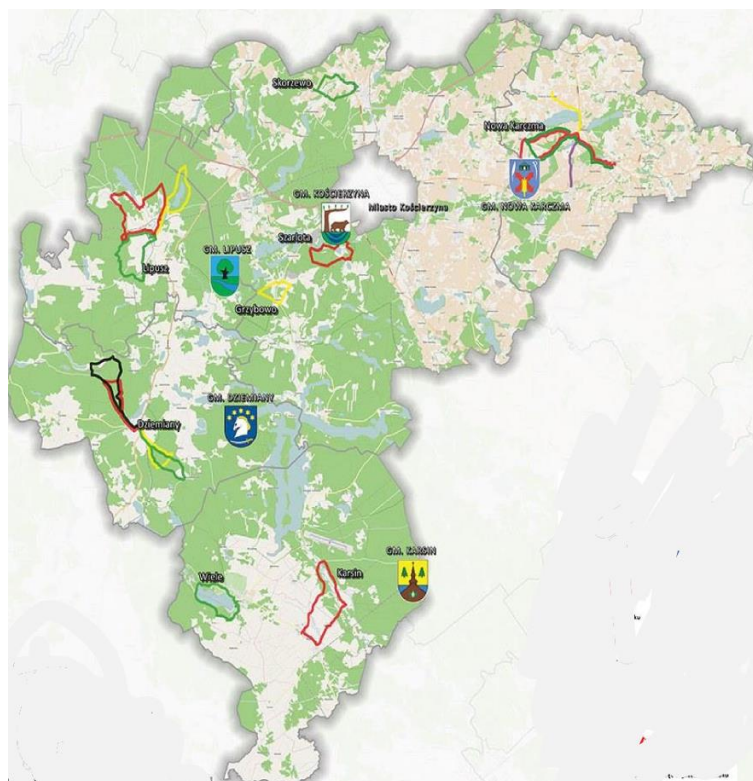 Skorzewo
Nowa Karczma
GM. KOŚCIERZYNA
Miasto Kościerzyna
GM. NOWA KARCZMA
Szarlota
GM. LIPUSZ
Lipusz
Grzybowo
GM. DZIEMIANY
Dziemiany
GM. KARSIN
Wiele
Karsin
ku